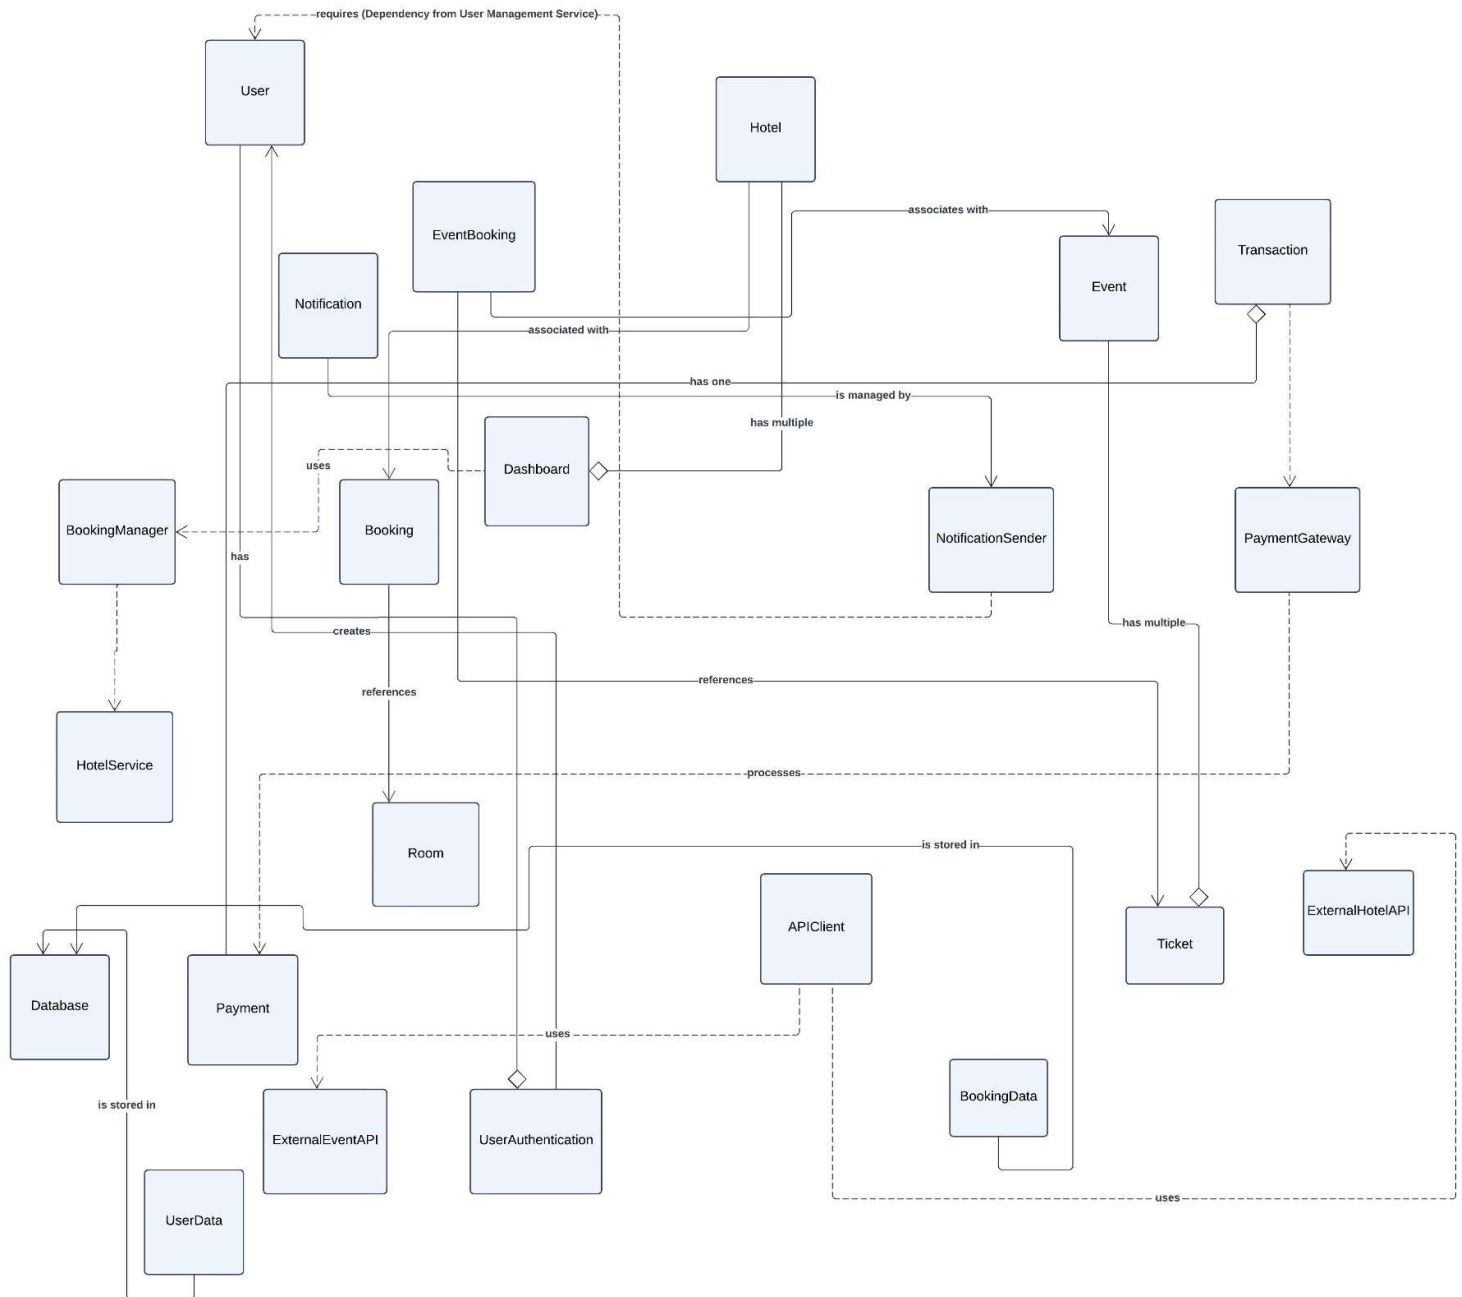 requires (Dependency from User Management Service)
User
Hotel
EventBooking
associates with
Transaction
Event
Notification
associated with
has one
is managed by
has multiple
Dashboard
uses
BookingManager
Booking
NotificationSender
PaymentGateway
has
creates
has multiple
references
references
HotelService
processes
Room
is stored in
APIClient
ExternalHotelAPI
Ticket
Database
Payment
uses
BookingData
is stored in
ExternalEventAPI
UserAuthentication
uses
UserData